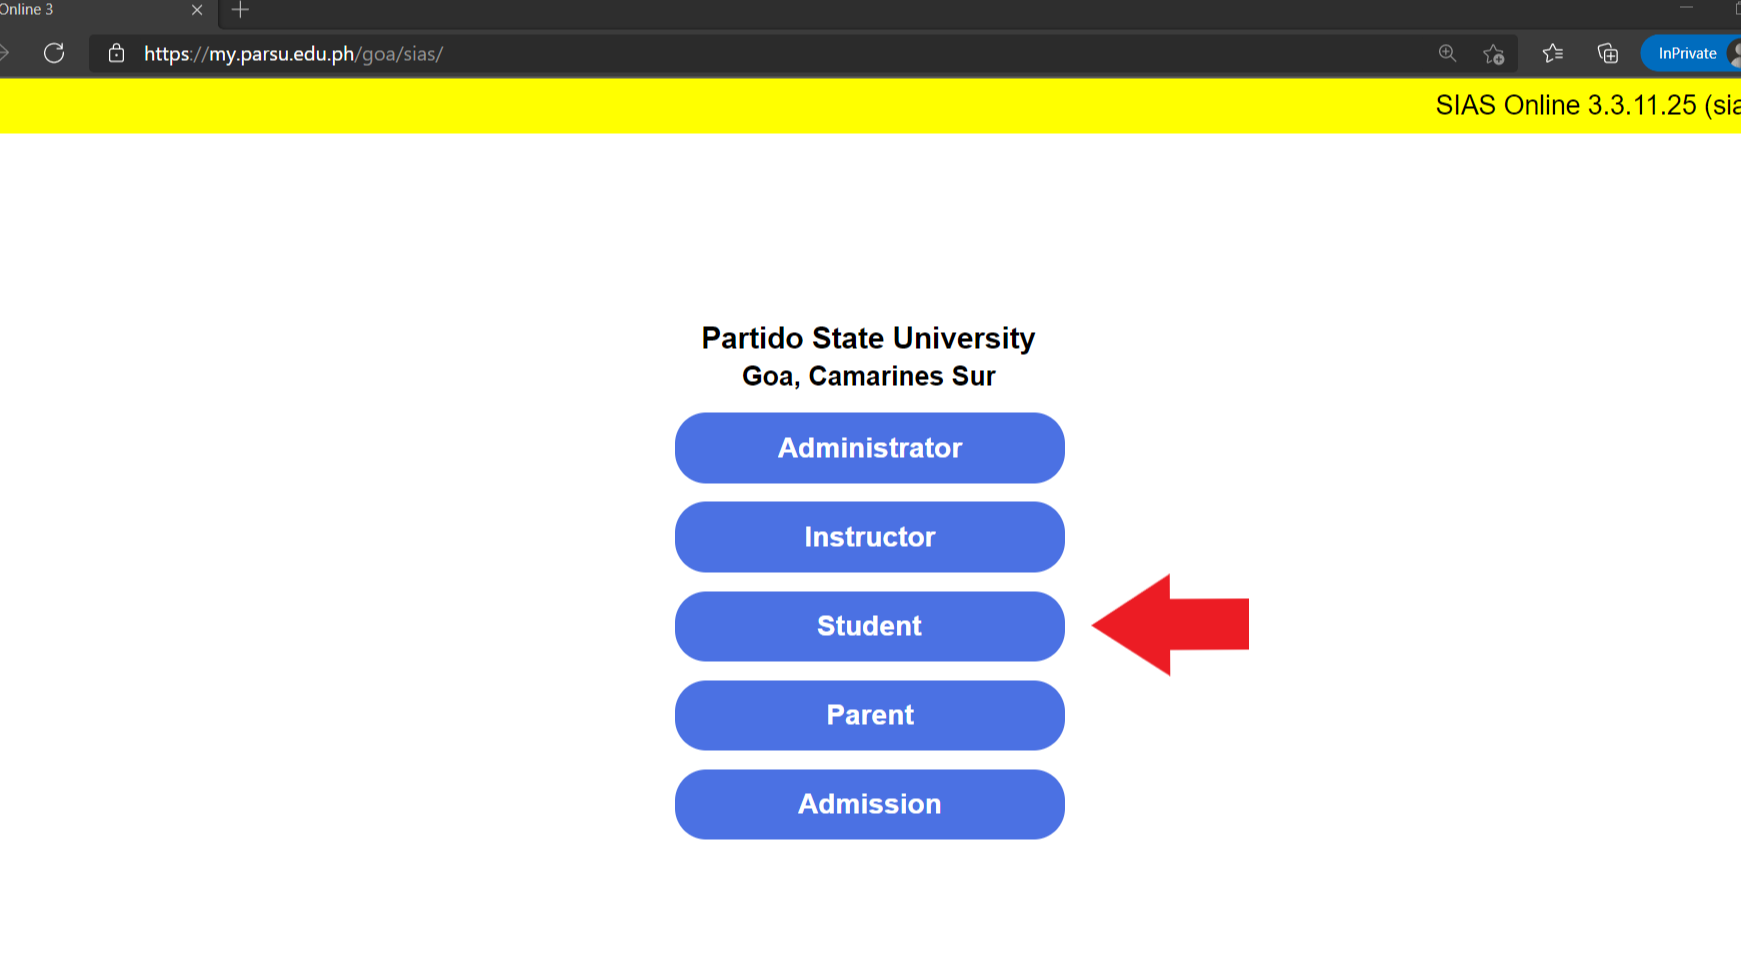 Online 3
https://my.parsu.edu.ph/goa/sias/
InPrivate
SIAS Online 3.3.11.25 (sia
Partido State University
Goa, Camarines Sur
Administrator
Instructor
Student
Parent
Admission